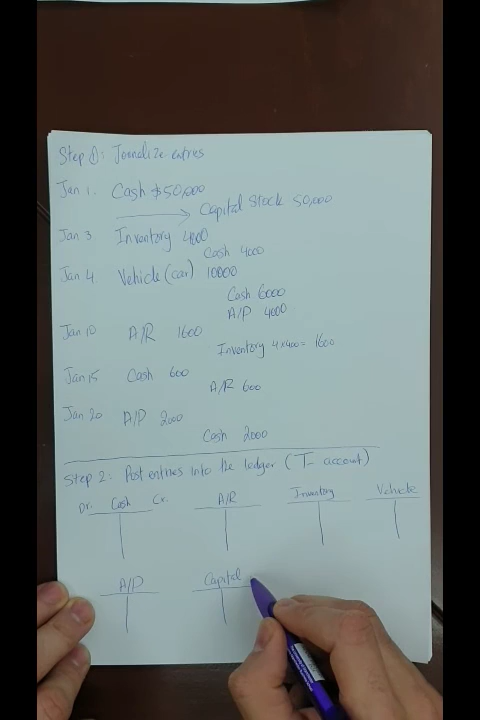 Step ①: Jornalize entres
Jan 1. Cash $50,000
Capital Stock 50,000
Jan 3 Inventory 4000
Cash 4000
Jan 4 Vehicle (car) 10000
Cash 6000
A/P 4000
Jan 10 A/R 1600
Inventory 4x400= 1600
Jan 15 Cash 600
A/R 600
Jan 20 A/P 2000
Cash 2000
Step 2: Post entries into the ledger (T- account)
Dr. Cash Cr. A/R Inventory Vehicle
A/P Capital